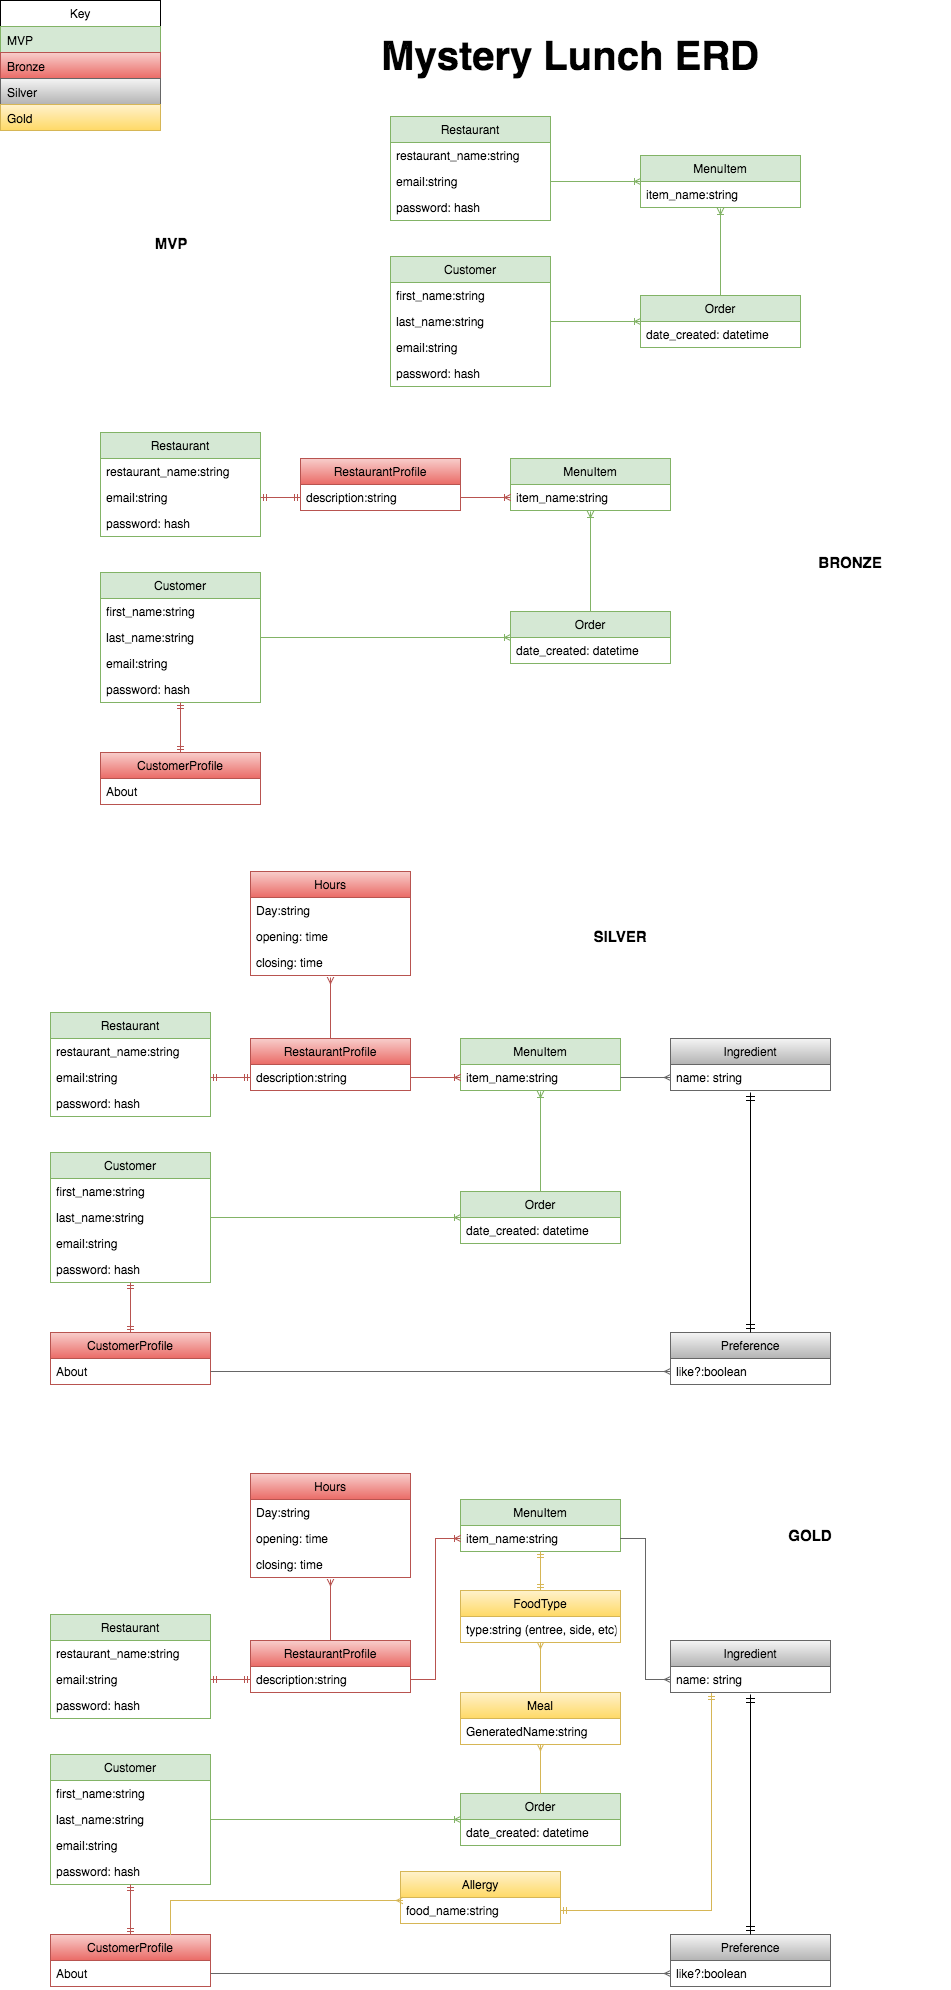 Key
MVP
Bronze
Silver
Gold
Mystery Lunch ERD
Restaurant
restaurant_name:string
email:string
password: hash
MenuItem
item_name:string
MVP
Customer
first_name:string
last_name:string
email:string
password: hash
Order
date_created: datetime
Restaurant
restaurant_name:string
email:string
password: hash
RestaurantProfile
description:string
MenuItem
item_name:string
BRONZE
Customer
first_name:string
last_name:string
email:string
password: hash
Order
date_created: datetime
CustomerProfile
About
Hours
Day:string
opening: time
closing: time
SILVER
Restaurant
restaurant_name:string
email:string
password: hash
RestaurantProfile
description:string
MenuItem
item_name:string
Ingredient
name: string
Customer
first_name:string
last_name:string
email:string
password: hash
Order
date_created: datetime
CustomerProfile
About
Preference
like?:boolean
Hours
Day:string
opening: time
closing: time
MenuItem
item_name:string
GOLD
FoodType
type:string (entree, side, etc)
Restaurant
restaurant_name:string
email:string
password: hash
RestaurantProfile
description:string
Ingredient
name: string
Meal
GeneratedName:string
Customer
first_name:string
last_name:string
email:string
password: hash
Order
date_created: datetime
Allergy
food_name:string
CustomerProfile
About
Preference
like?:boolean